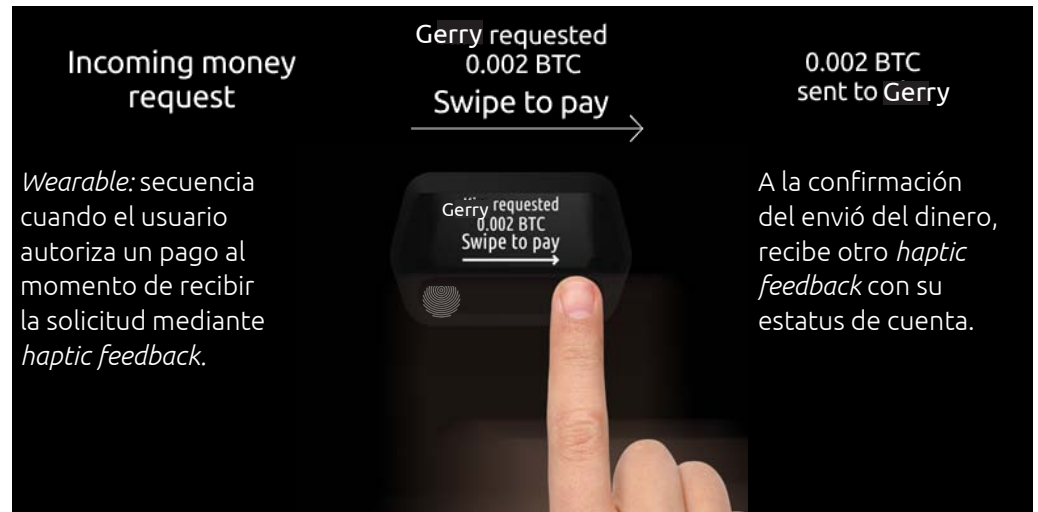 Incoming money
request
Gerry requested
0.002 BTC
Swipe to pay
0.002 BTC
sent to Gerry
Wearable: secuencia
cuando el usuario
autoriza un pago al
momento de recibir
la solicitud mediante
haptic feedback.
Gerry requested
0.002 BTC
Swipe to pay
A la confirmación
del envió del dinero,
recibe otro haptic
feedback con su
estatus de cuenta.